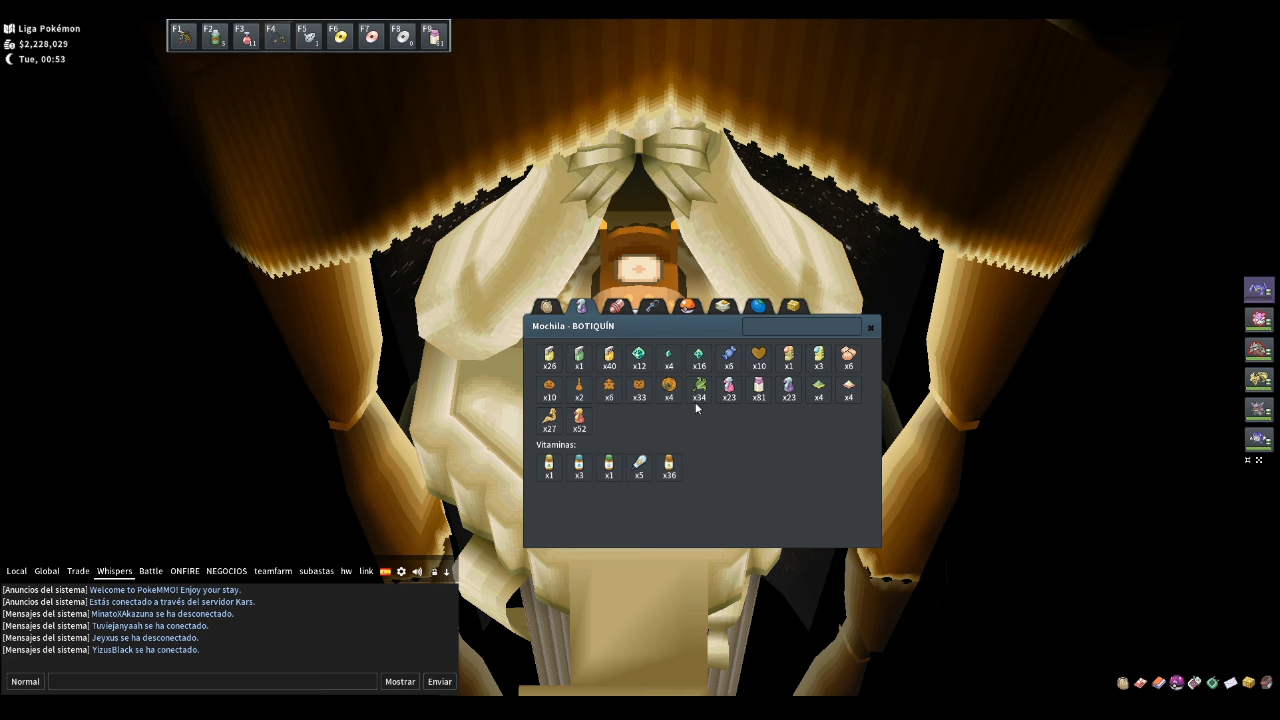 Liga Pokémon
$2,228,029
Tue, 00:53
F1 F2 F3 F4 F5 F6 F7 F8 F9
5 11 1 0 81
Mochila - BOTIQUÍN
x26 x1 x40 x12 x4 x16 x6 x10 x1 x3 x6
x10 x2 x6 x33 x4 x34 x23 x81 x23 x4 x4
x27 x52
Vitaminas:
x1 x3 x1 x5 x36
Local Global Trade Whispers Battle ONFIRE NEGOCIOS teamfarm subastas hw link
[Anuncios del sistema] Welcome to PokeMMO! Enjoy your stay.
[Anuncios del sistema] Estás conectado a través del servidor Kars.
[Mensajes del sistema] MinatoXAkazuna se ha desconectado.
[Mensajes del sistema] Tuviejanyaah se ha conectado.
[Mensajes del sistema] Jeyxus se ha desconectado.
[Mensajes del sistema] YizusBlack se ha conectado.
Normal Mostrar Enviar